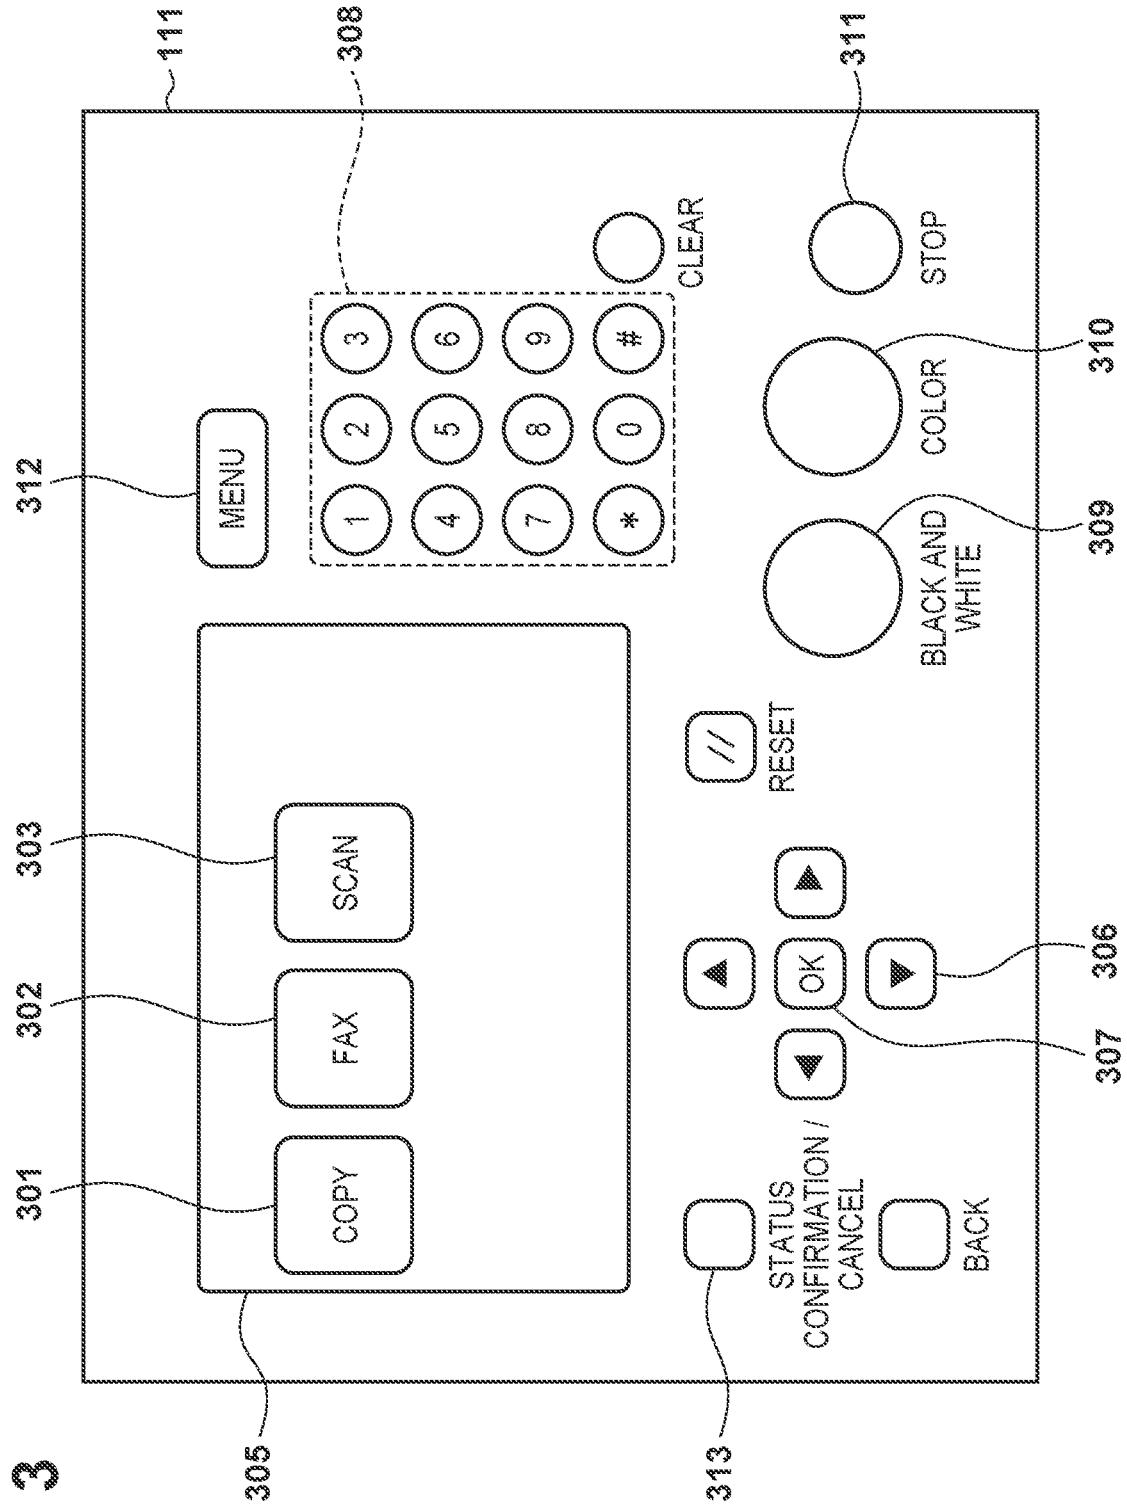 3
301
302
303
312
111
305
308
COPY
FAX
SCAN
MENU
1 2 3
4 5 6
7 8 9
* 0 #
CLEAR
313
STATUS
CONFIRMATION /
CANCEL
BACK
▲
◀ OK ▶
▼
//
RESET
BLACK AND
WHITE
COLOR
STOP
307
306
309
310
311